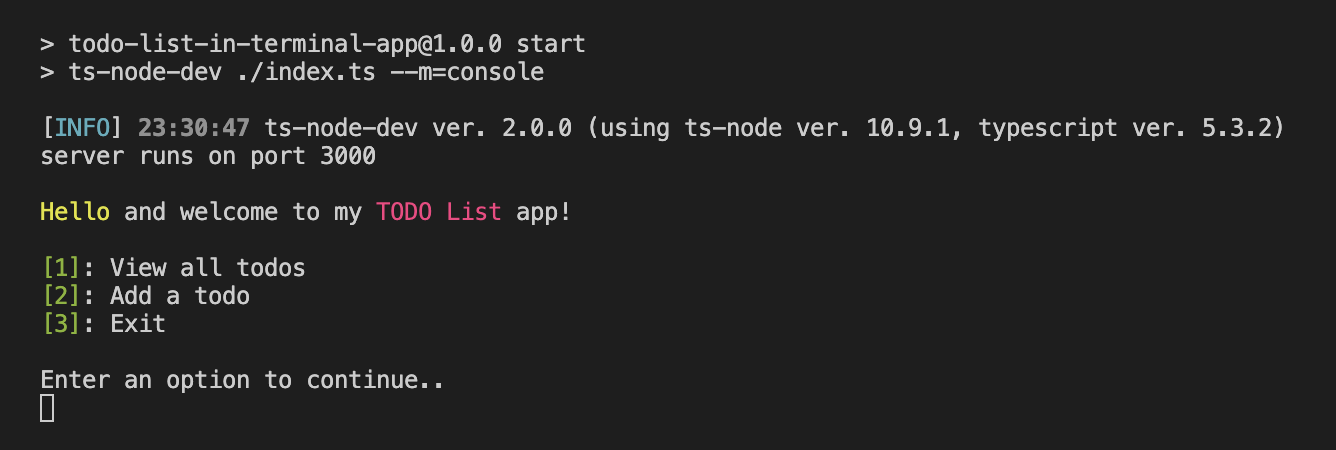 > todo-list-in-terminal-app@1.0.0 start
> ts-node-dev ./index.ts --m=console
[INFO] 23:30:47 ts-node-dev ver. 2.0.0 (using ts-node ver. 10.9.1, typescript ver. 5.3.2)
server runs on port 3000
Hello and welcome to my TODO List app!
[1]: View all todos
[2]: Add a todo
[3]: Exit
Enter an option to continue..